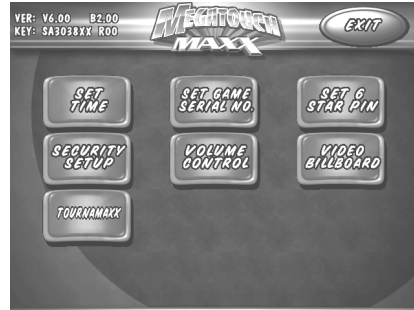 VER: V6.00 B2.00
KEY: SA3038XX R00
MEGATOUCH
MAXX
EXIT
SET
TIME
SET GAME
SERIAL NO.
SET 6
STAR PIN
SECURITY
SETUP
VOLUME
CONTROL
VIDEO
BILLBOARD
TOURNAMAXX